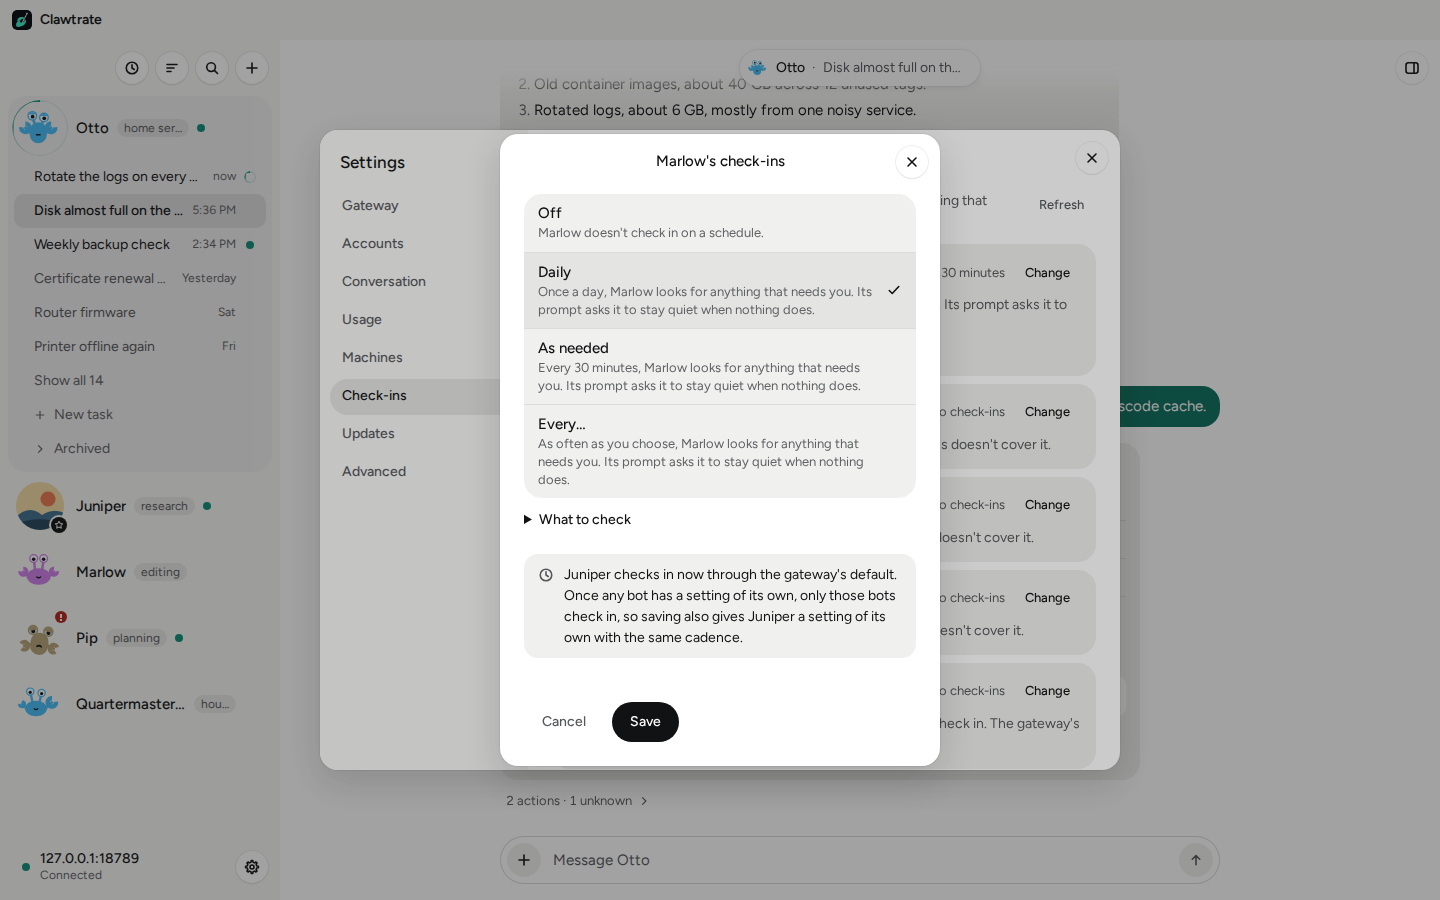 Clawtrate
Otto home ser...
Rotate the logs on every ... now
Disk almost full on the ... 5:36 PM
Weekly backup check 2:34 PM
Certificate renewal ... Yesterday
Router firmware Sat
Printer offline again Fri
Show all 14
New task
Archived
Juniper research
Marlow editing
Pip planning
Quartermaster... hou...
127.0.0.1:18789
Connected
Otto · Disk almost full on th...
2. Old container images, about 40 GB across 12 unused tags.
3. Rotated logs, about 6 GB, mostly from one noisy service.
scode cache.
2 actions · 1 unknown
Message Otto
Settings
Gateway
Accounts
Conversation
Usage
Machines
Check-ins
Updates
Advanced
ing that
Refresh
30 minutes Change
Its prompt asks it to
o check-ins Change
s doesn't cover it.
o check-ins Change
doesn't cover it.
o check-ins Change
esn't cover it.
o check-ins Change
heck in. The gateway's
Marlow's check-ins
Off
Marlow doesn't check in on a schedule.
Daily
Once a day, Marlow looks for anything that needs you. Its
prompt asks it to stay quiet when nothing does.
As needed
Every 30 minutes, Marlow looks for anything that needs
you. Its prompt asks it to stay quiet when nothing does.
Every...
As often as you choose, Marlow looks for anything that
needs you. Its prompt asks it to stay quiet when nothing
does.
What to check
Juniper checks in now through the gateway's default.
Once any bot has a setting of its own, only those bots
check in, so saving also gives Juniper a setting of its
own with the same cadence.
Cancel
Save